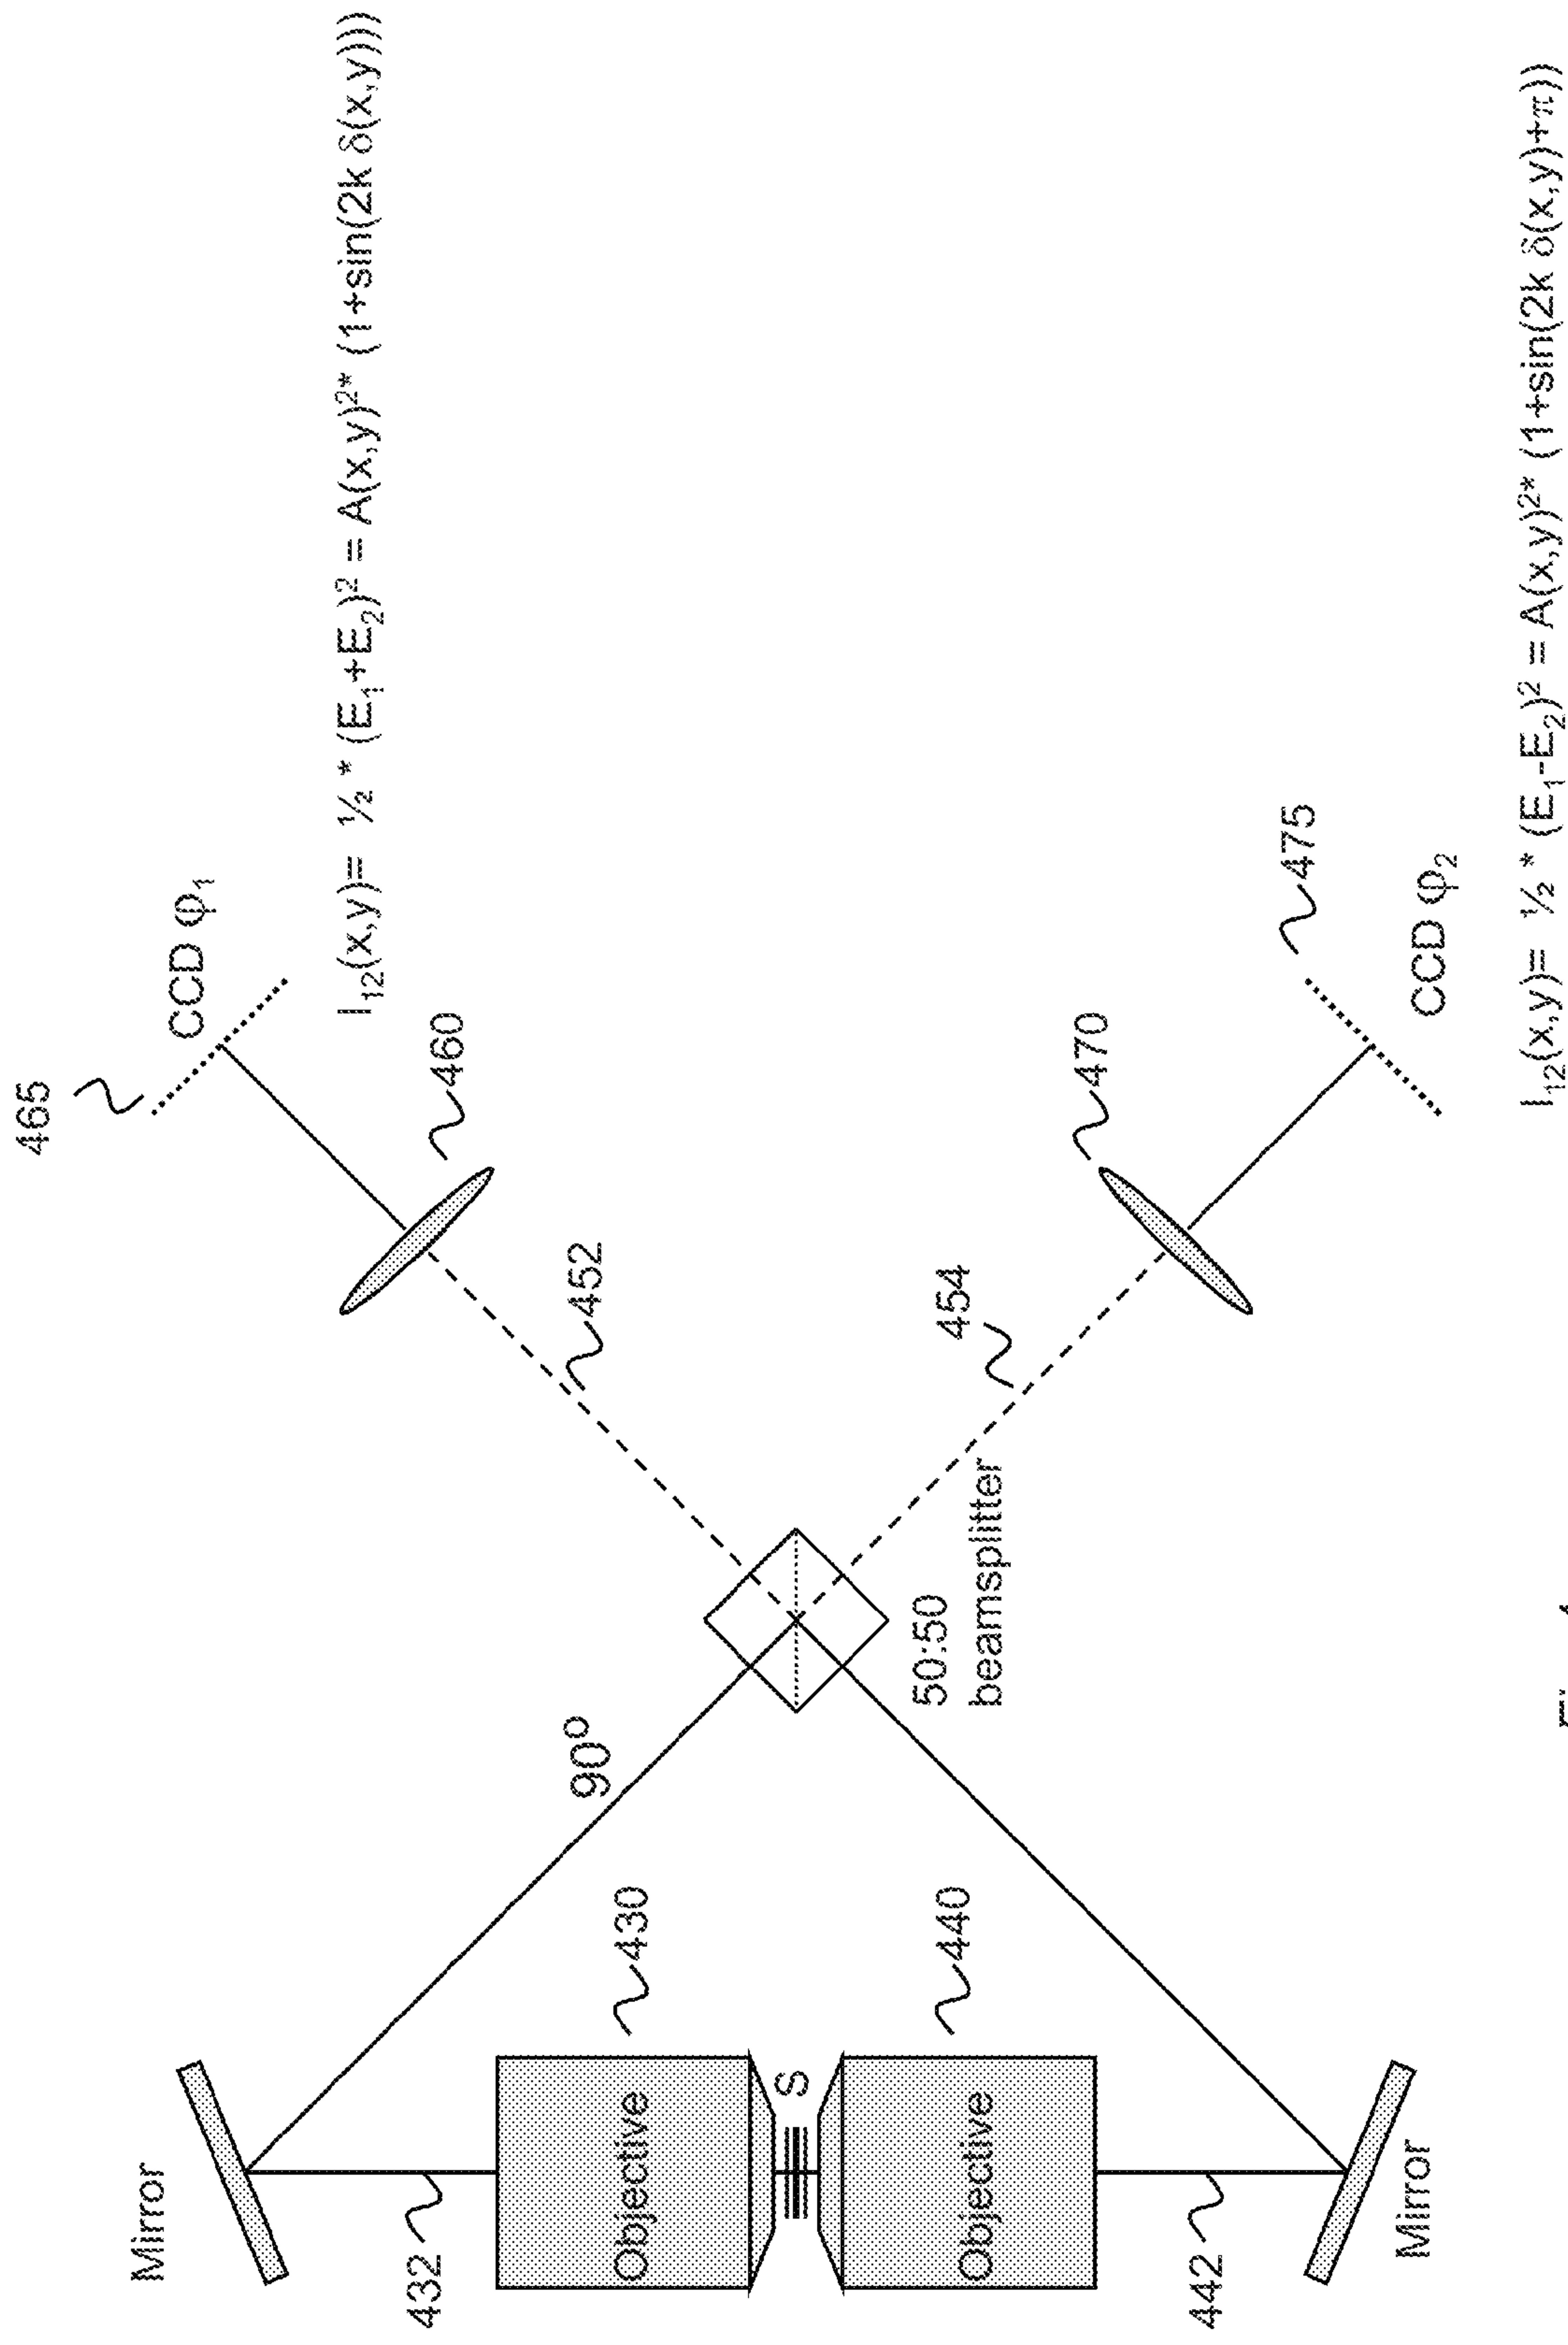 Mirror
432
Objective
430
90°
452
460
465
CCD φ₁
I₁₂(x,y)= ½ * (E₁+E₂)² = A(x,y)²* (1+sin(2k δ(x,y)))
S
50:50
beamsplitter
Objective
440
454
470
475
CCD φ₂
442
Mirror
I₁₂(x,y)= ½ * (E₁-E₂)² = A(x,y)²* (1+sin(2k δ(x,y)+π))